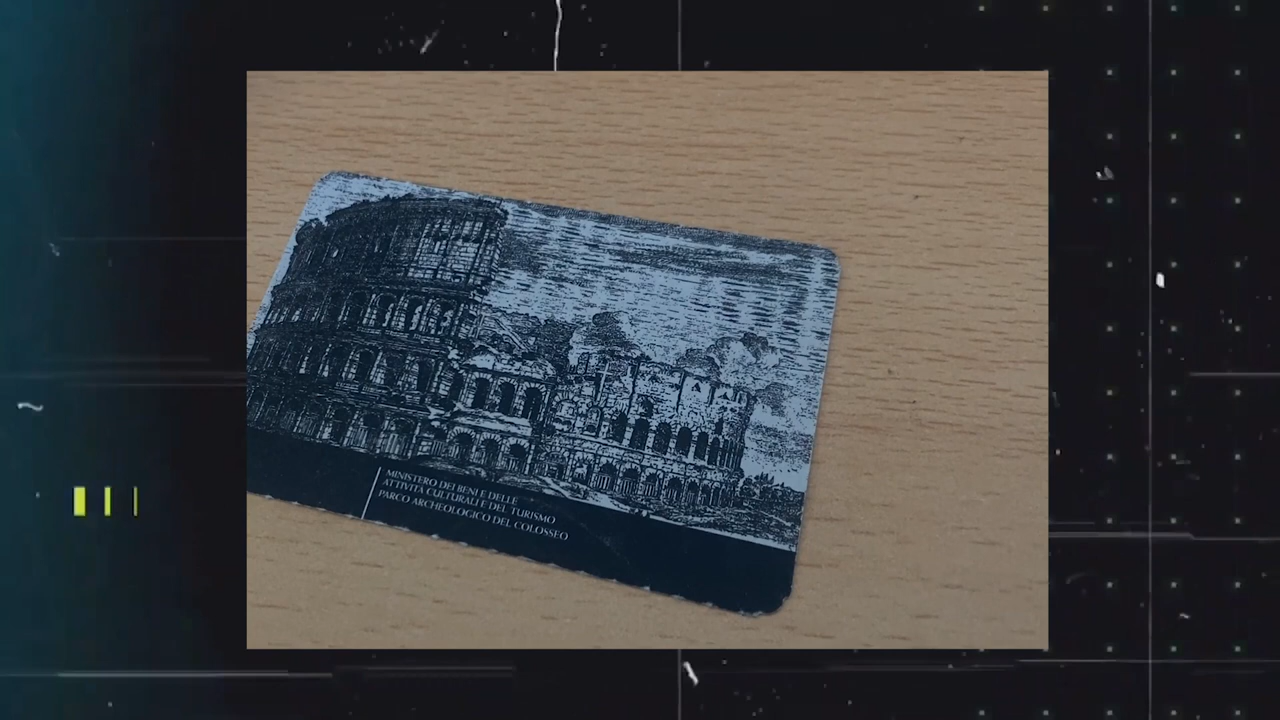 MINISTERO DEI BENI E DELLE
ATTIVITÀ CULTURALI E DEL TURISMO
PARCO ARCHEOLOGICO DEL COLOSSEO